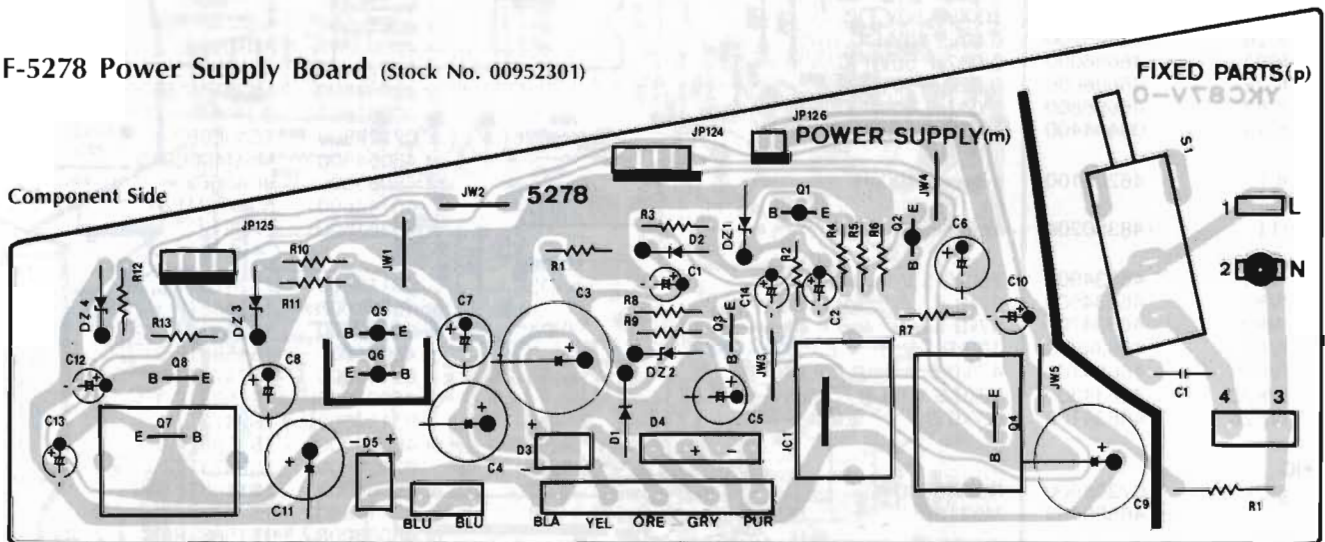 F-5278 Power Supply Board (Stock No. 00952301)
FIXED PARTS(p)
YKC87V-0
JP124
JP126
POWER SUPPLY(m)
S1
Component Side
JW2
5278
JW4
1 L
JP125
R3
Q1
B E
E
Q2
B
R12
R10
JW1
R1
D2
DZ1
R4
R5
R6
C6
2 N
DZ4
R11
DZ3
C1
R2
C14
C2
C10
R13
Q5
B E
C7
C3
R8
R9
E
Q3
B
R7
C12
Q8
B E
C8
Q6
E B
DZ2
JW3
JW5
C1
C13
Q7
E B
C5
IC1
E
Q4
B
4 3
C11
- D5 +
C4
+
D3
-
D1
D4
+ -
C9
R1
BLU BLU
BLA YEL ORE GRY PUR